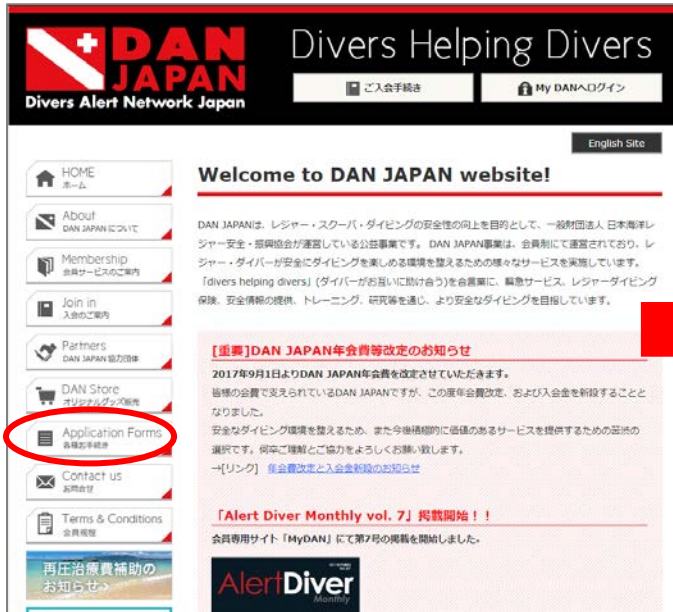 DAN
JAPAN
Divers Alert Network Japan
Divers Helping Divers
ご入会手続き
My DANへログイン
English Site
HOME
ホーム
About
DAN JAPANについて
Membership
会員サービスのご案内
Join in
入会のご案内
Partners
DAN JAPAN協力団体
DAN Store
オリジナルグッズ販売
Application Forms
各種お手続き
Contact us
お問合せ
Terms & Conditions
会員規程
再圧治療費補助の
お知らせ>
Welcome to DAN JAPAN website!
DAN JAPANは、レジャー・スクーバ・ダイビングの安全性の向上を目的として、一般財団法人 日本海洋レ
ジャー安全・振興協会が運営している公益事業です。 DAN JAPAN事業は、会員制にて運営されており、レ
ジャー・ダイバーが安全にダイビングを楽しめる環境を整えるための様々なサービスを実施しています。
「divers helping divers」(ダイバーがお互いに助け合う)を合言葉に、緊急サービス、レジャーダイビング
保険、安全情報の提供、トレーニング、研究等を通じ、より安全なダイビングを目指しています。
[重要]DAN JAPAN年会費等改定のお知らせ
2017年9月1日よりDAN JAPAN年会費を改定させていただきます。
皆様の会費で支えられているDAN JAPANですが、この度年会費改定、および入会金を新設することと
なりました。
安全なダイビング環境を整えるため、また今後積極的に価値のあるサービスを提供するための苦渋の
選択です。何卒ご理解とご協力をよろしくお願い致します。
→[リンク] 年会費改定と入会金新設のお知らせ
「Alert Diver Monthly vol. 7」掲載開始！！
会員専用サイト「MyDAN」にて第7号の掲載を開始しました。
AlertDiver
Monthly